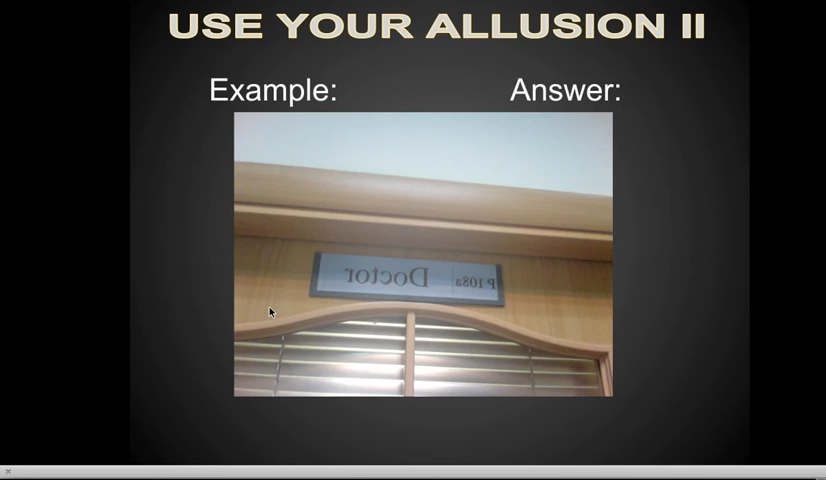 USE YOUR ALLUSION II
Example:
Answer:
Doctor
P 108a